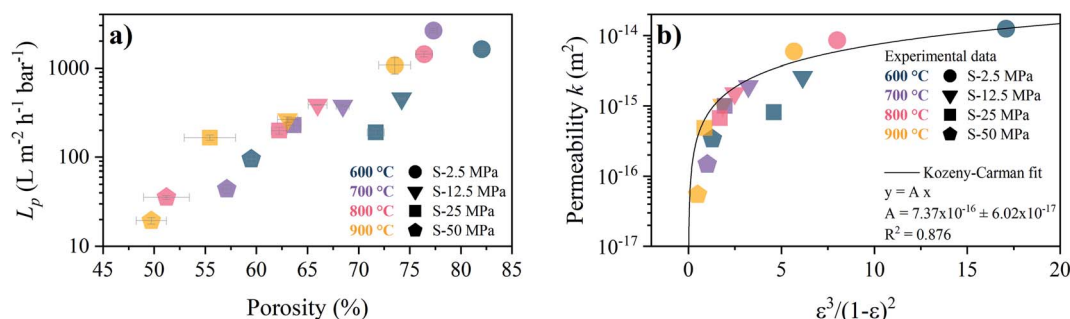 a)
1000
100
10
L_p (L m⁻² h⁻¹ bar⁻¹)
600 °C S-2.5 MPa
700 °C S-12.5 MPa
800 °C S-25 MPa
900 °C S-50 MPa
45 50 55 60 65 70 75 80 85
Porosity (%)
b)
10⁻¹⁴
10⁻¹⁵
10⁻¹⁶
10⁻¹⁷
Permeability k (m²)
Experimental data
600 °C S-2.5 MPa
700 °C S-12.5 MPa
800 °C S-25 MPa
900 °C S-50 MPa
Kozeny-Carman fit
y = A x
A = 7.37x10⁻¹⁶ ± 6.02x10⁻¹⁷
R² = 0.876
0 5 10 15 20
ε³/(1-ε)²